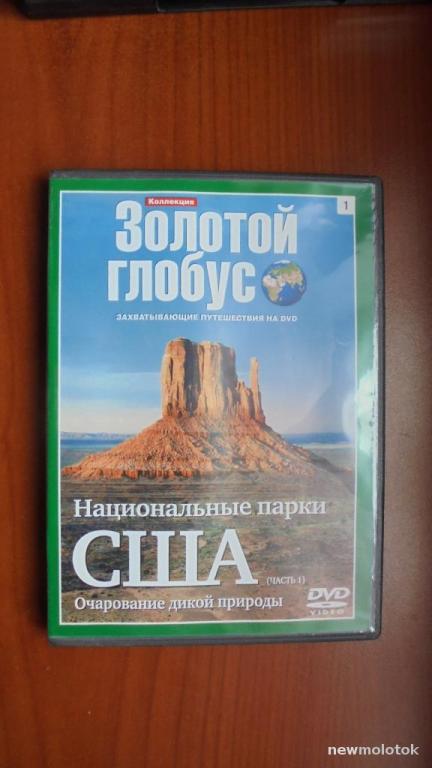 Коллекция
1
Золотой
глобус
ЗАХВАТЫВАЮЩИЕ ПУТЕШЕСТВИЯ НА DVD
Национальные парки
США
(ЧАСТЬ 1)
Очарование дикой природы
DVD
VIDEO
newmolotok